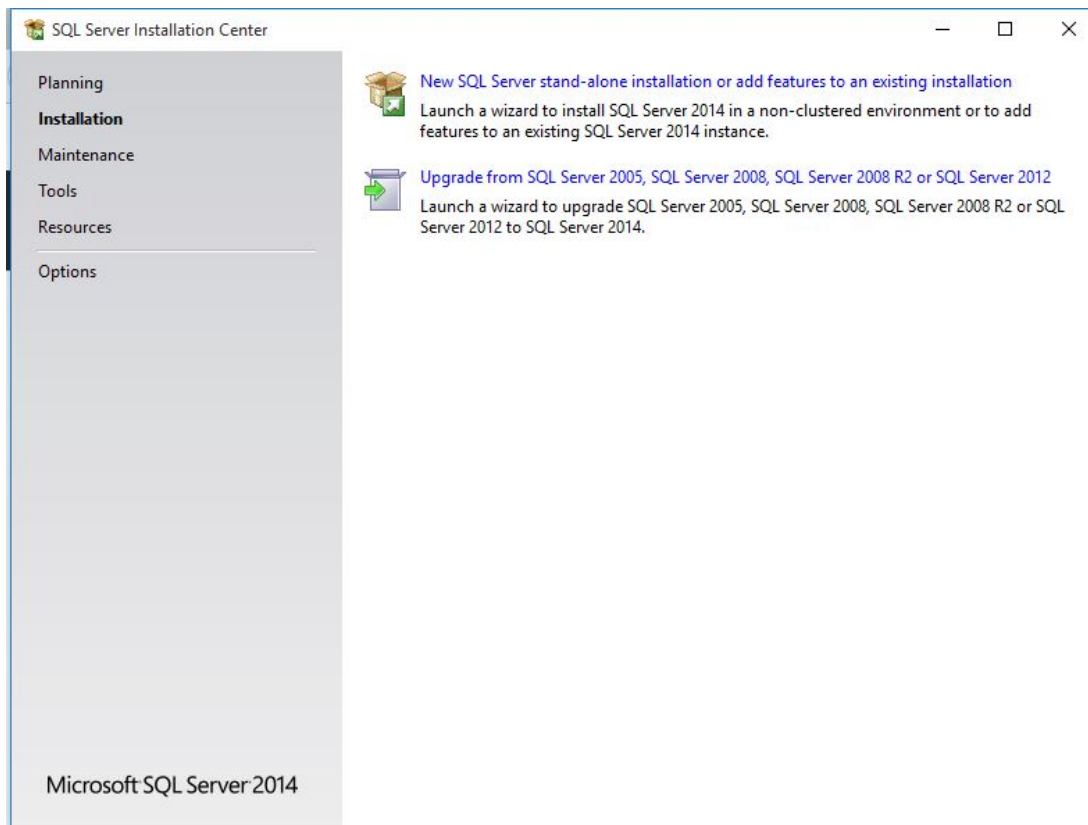 SQL Server Installation Center
Planning
Installation
Maintenance
Tools
Resources
Options
New SQL Server stand-alone installation or add features to an existing installation
Launch a wizard to install SQL Server 2014 in a non-clustered environment or to add
features to an existing SQL Server 2014 instance.
Upgrade from SQL Server 2005, SQL Server 2008, SQL Server 2008 R2 or SQL Server 2012
Launch a wizard to upgrade SQL Server 2005, SQL Server 2008, SQL Server 2008 R2 or SQL
Server 2012 to SQL Server 2014.
Microsoft SQL Server 2014